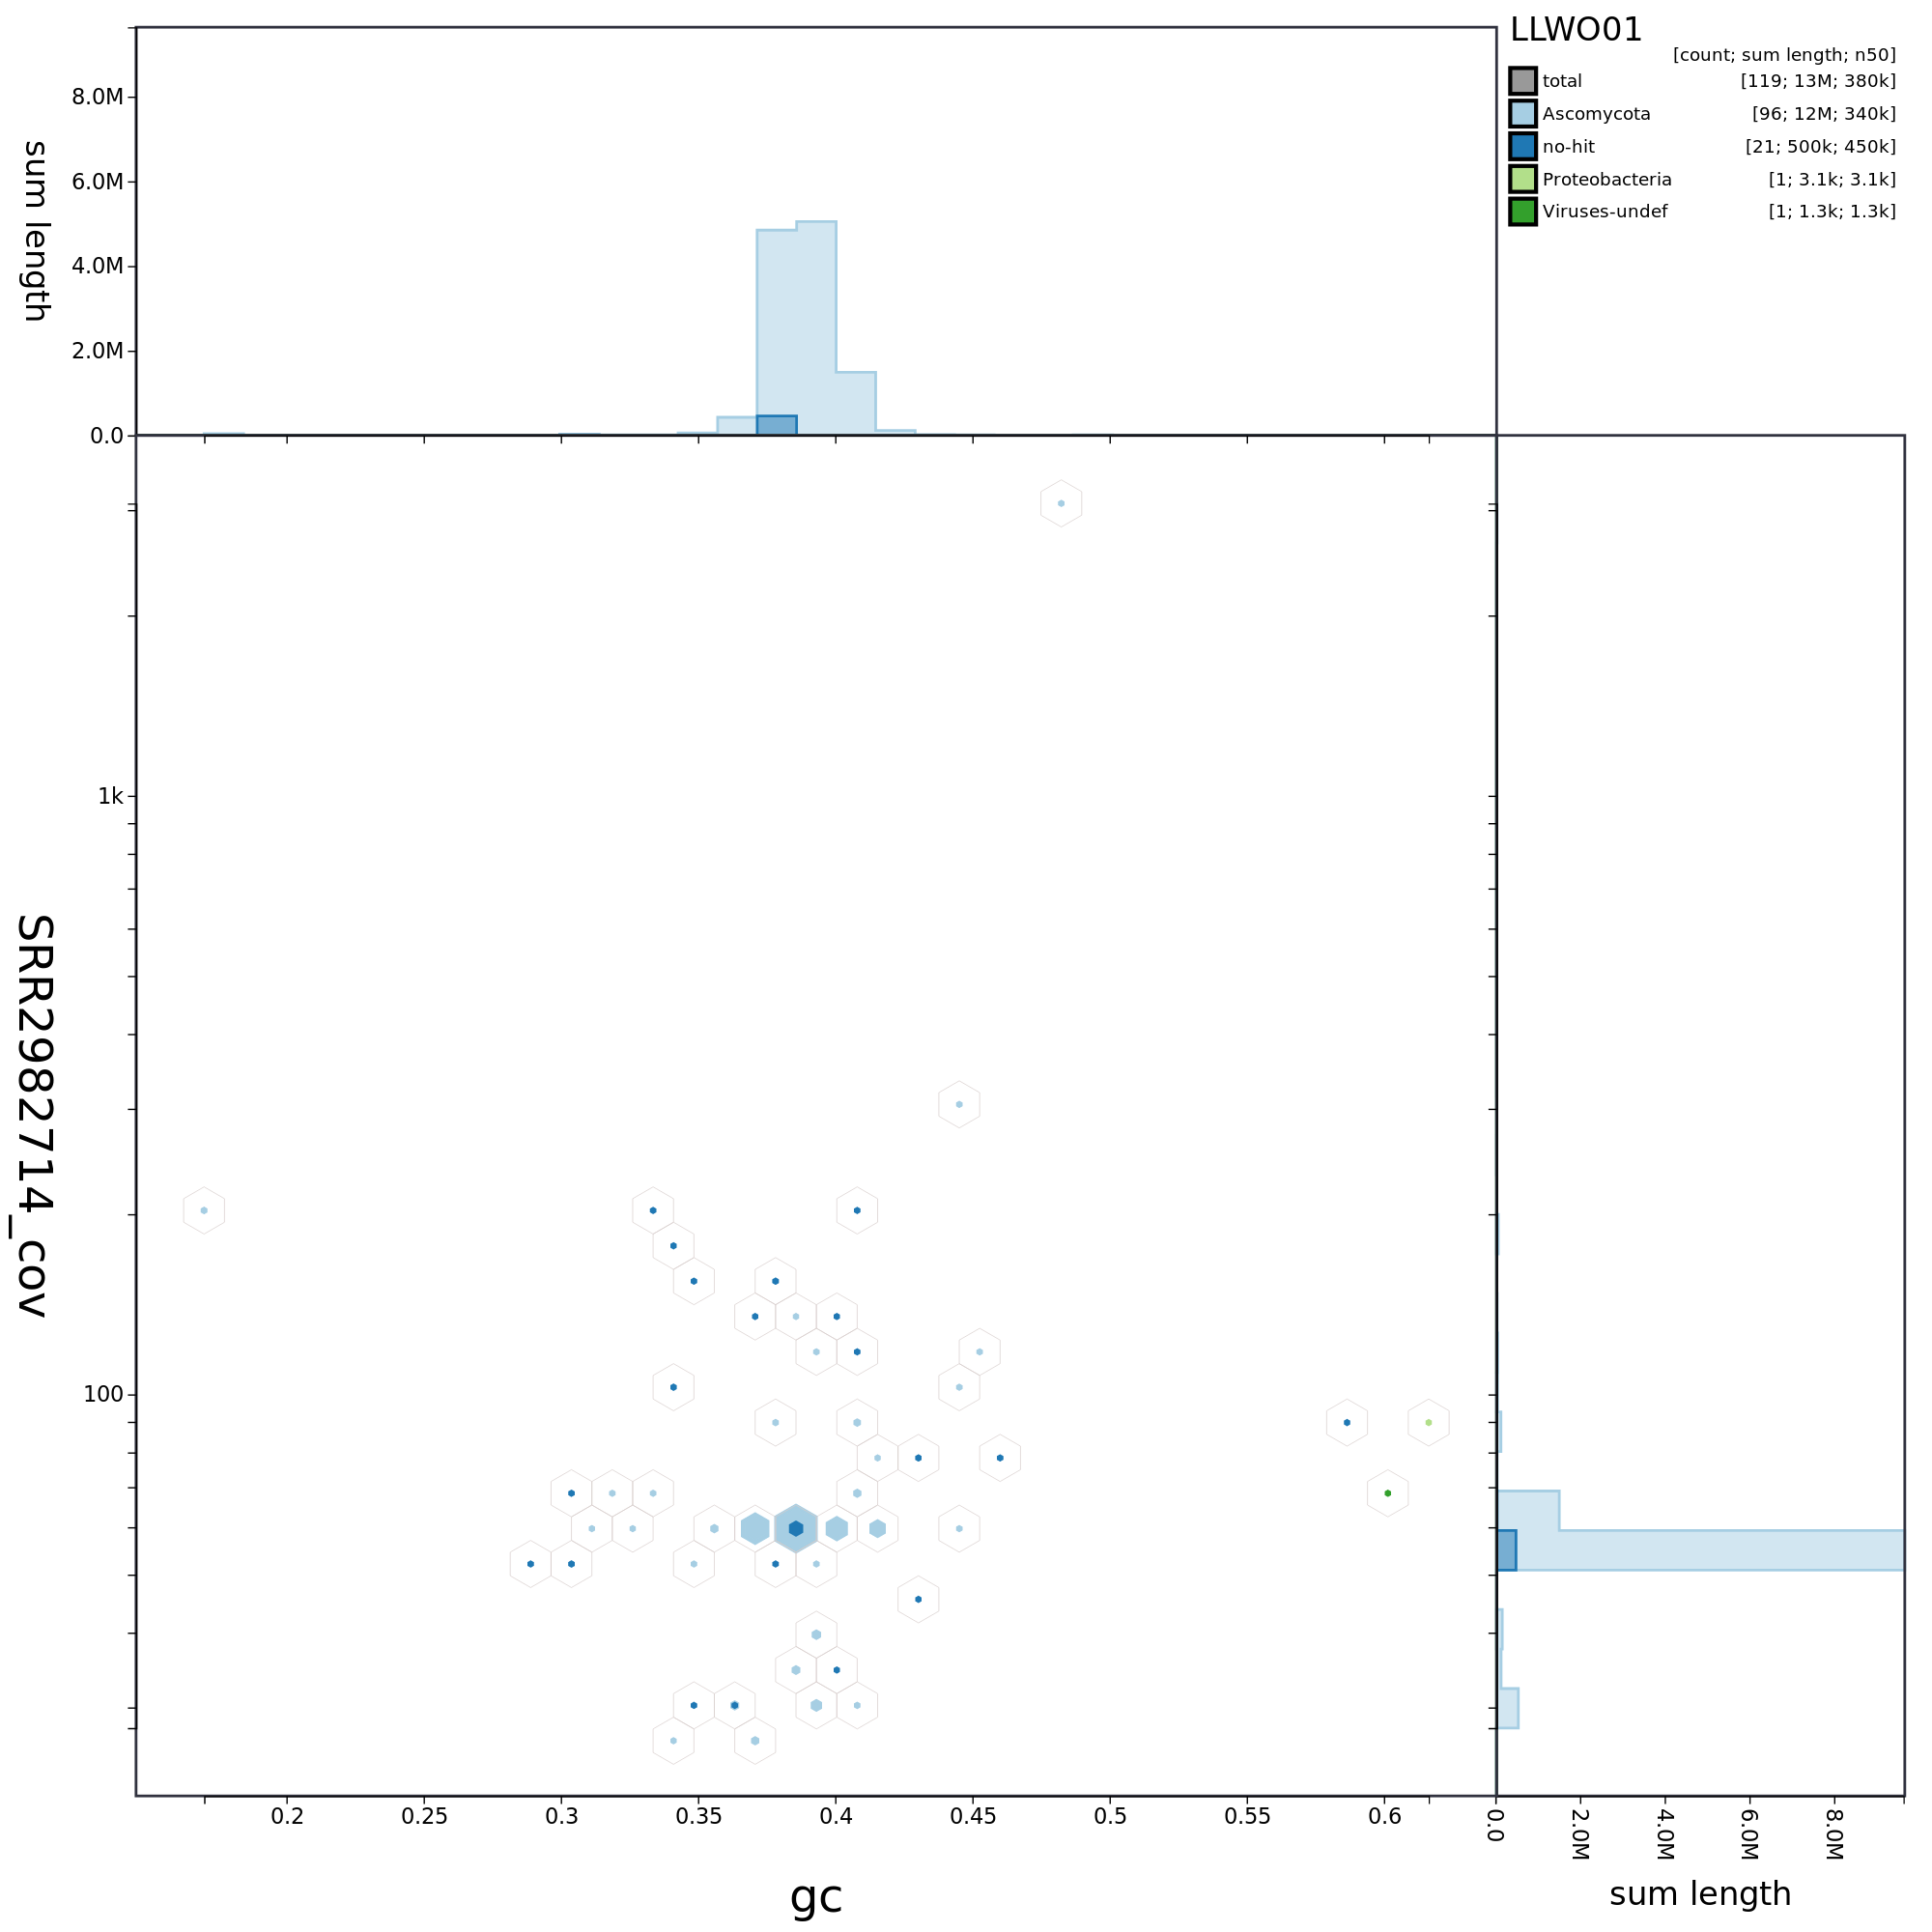 LLWO01
[count; sum length; n50]
total [119; 13M; 380k]
Ascomycota [96; 12M; 340k]
no-hit [21; 500k; 450k]
Proteobacteria [1; 3.1k; 3.1k]
Viruses-undef [1; 1.3k; 1.3k]
sum length
8.0M
6.0M
4.0M
2.0M
0.0
SRR2982714_cov
1k
100
0.2 0.25 0.3 0.35 0.4 0.45 0.5 0.55 0.6
gc
0.0 2.0M 4.0M 6.0M 8.0M
sum length